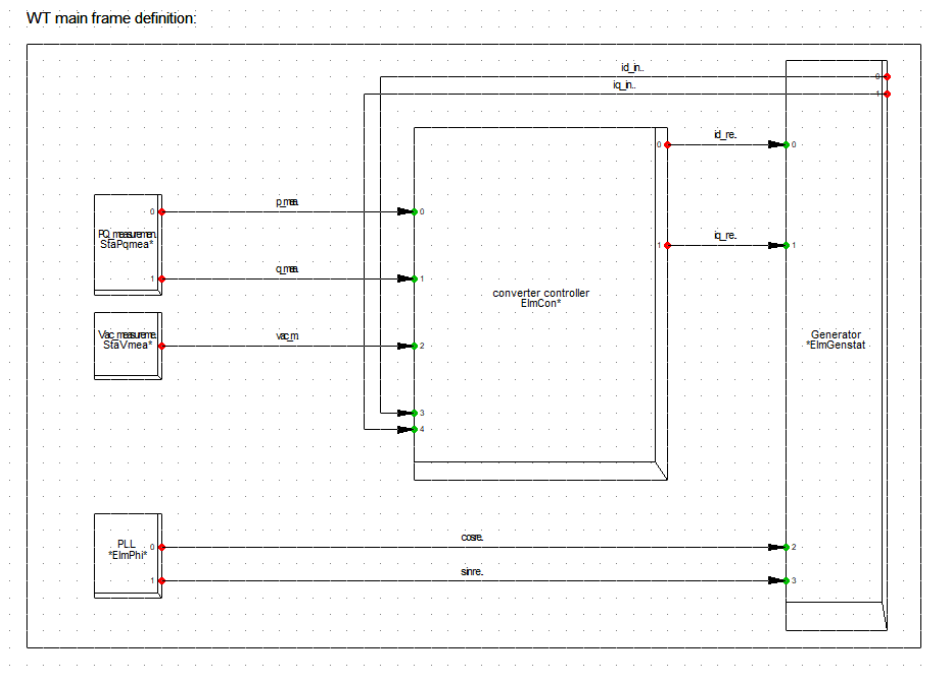 WT main frame definition:
id_in..
0
iq_in..
1
id_re..
0
0
p_mea.
0
0
PQ_measuremen.
StaPqmea*
iq_re..
1
1
q_mea.
1
1
converter controller
ElmCon*
Vac_measureme.
StaVmea*
vac_m.
2
Generator
*ElmGenstat
3
4
PLL
*ElmPhi*
0
cosre..
2
1
sinre..
3